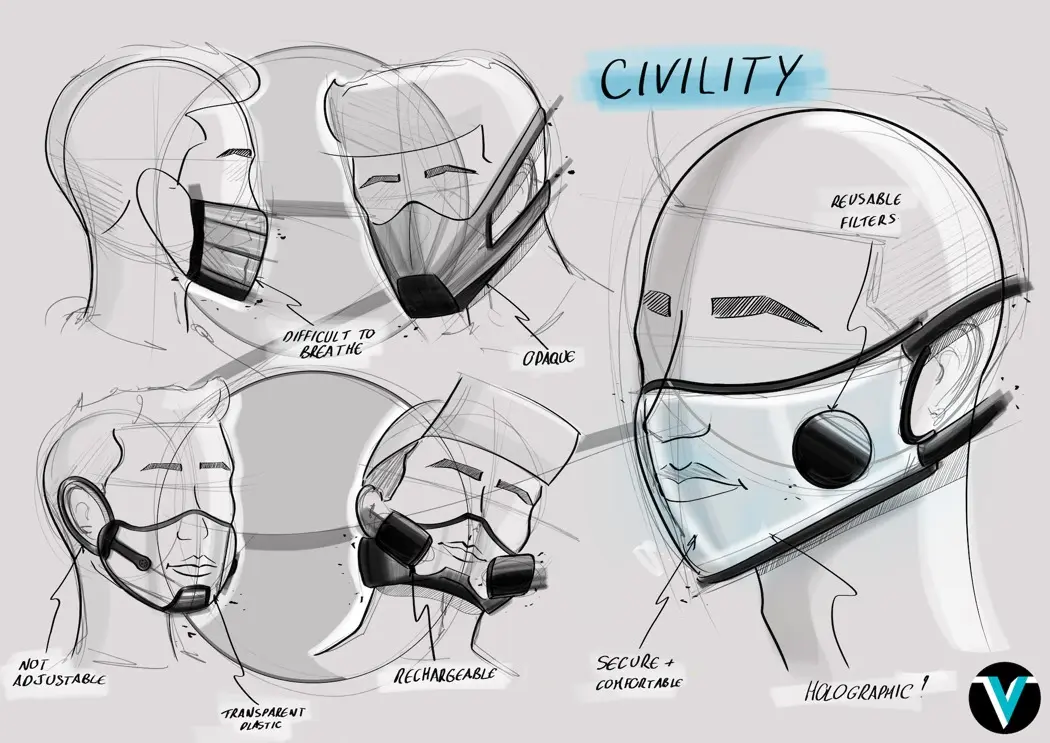 CIVILITY
REUSABLE
FILTERS
DIFFICULT TO
BREATHE
OPAQUE
NOT
ADJUSTABLE
TRANSPARENT
PLASTIC
RECHARGEABLE
SECURE +
COMFORTABLE
HOLOGRAPHIC?
V